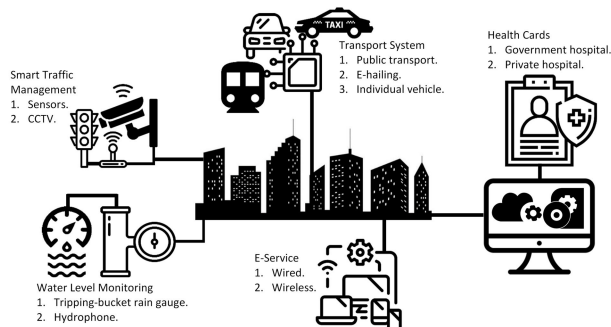 TAXI
Transport System
1. Public transport.
2. E-hailing.
3. Individual vehicle.
Health Cards
1. Government hospital.
2. Private hospital.
Smart Traffic
Management
1. Sensors.
2. CCTV.
E-Service
1. Wired.
2. Wireless.
Water Level Monitoring
1. Tripping-bucket rain gauge.
2. Hydrophone.